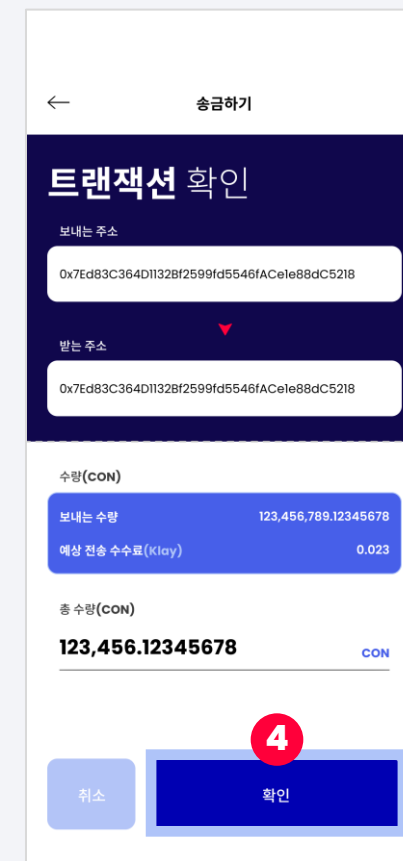 송금하기
트랜잭션 확인
보내는 주소
0x7Ed83C364D1132Bf2599fd5546fACe1e88dC5218
받는 주소
0x7Ed83C364D1132Bf2599fd5546fACe1e88dC5218
수량(CON)
보내는 수량 123,456,789.12345678
예상 전송 수수료(Klay) 0.023
총 수량(CON)
123,456.12345678 CON
4
취소 확인